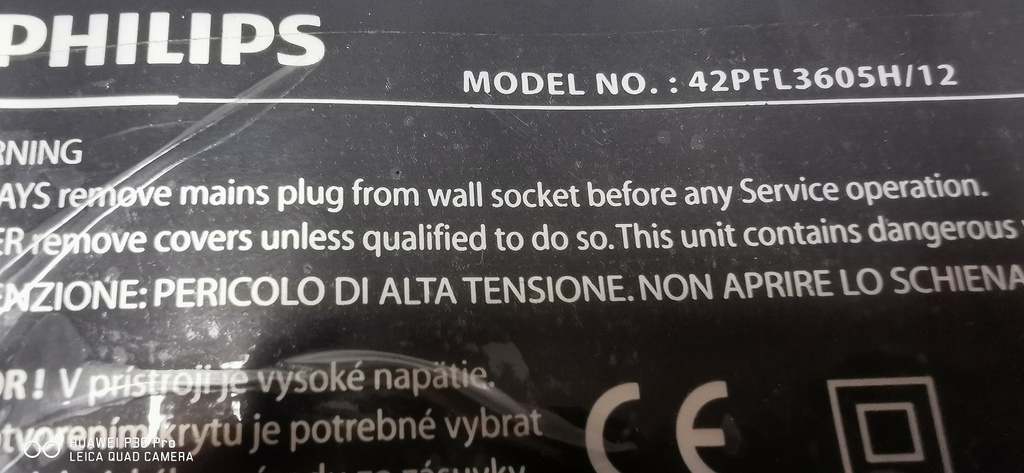 PHILIPS
MODEL NO. : 42PFL3605H/12
RNING
AYS remove mains plug from wall socket before any Service operation.
ER remove covers unless qualified to do so. This unit contains dangerous
ENZIONE: PERICOLO DI ALTA TENSIONE. NON APRIRE LO SCHIENA
OR! V prístroji je vysoké napätie.
otvorením krytu je potrebné vybrat
CE
HUAWEI P30 Pro
LEICA QUAD CAMERA